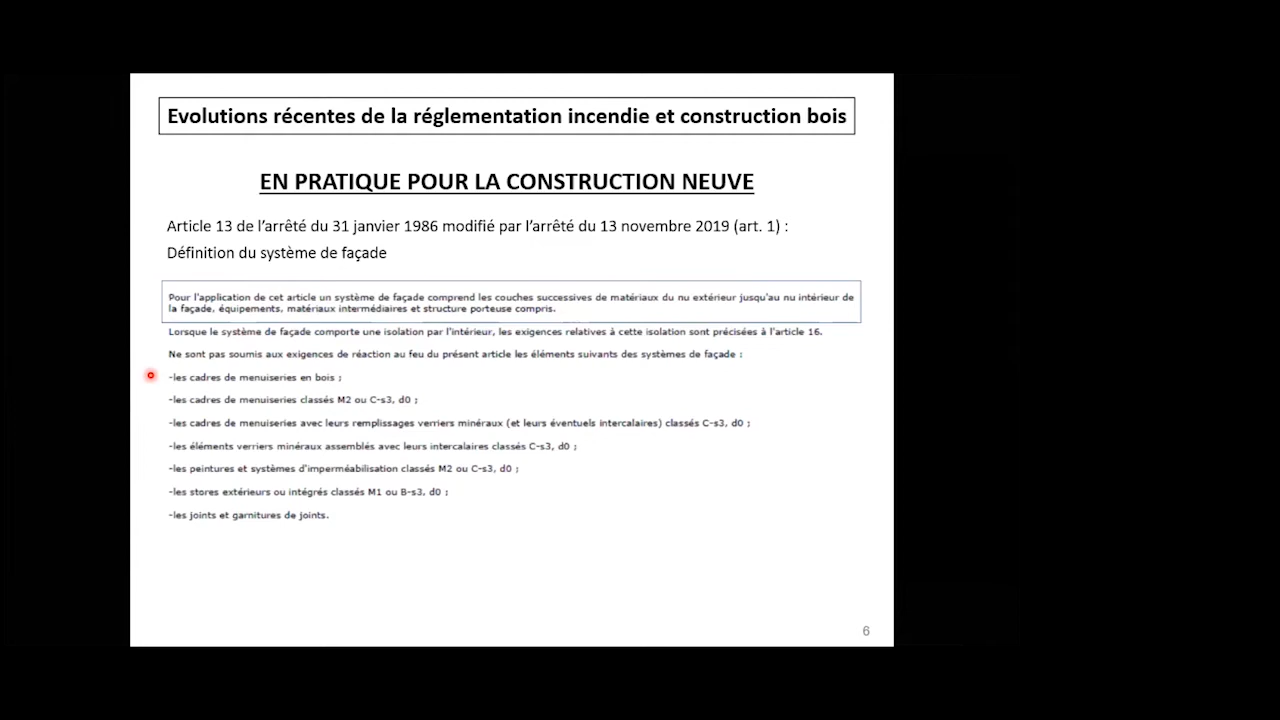 Evolutions récentes de la réglementation incendie et construction bois
EN PRATIQUE POUR LA CONSTRUCTION NEUVE
Article 13 de l’arrêté du 31 janvier 1986 modifié par l’arrêté du 13 novembre 2019 (art. 1) :
Définition du système de façade
Pour l'application de cet article un système de façade comprend les couches successives de matériaux du nu extérieur jusqu'au nu intérieur de
la façade, équipements, matériaux intermédiaires et structure porteuse compris.
Lorsque le système de façade comporte une isolation par l'intérieur, les exigences relatives à cette isolation sont précisées à l'article 16.
Ne sont pas soumis aux exigences de réaction au feu du présent article les éléments suivants des systèmes de façade :
-les cadres de menuiseries en bois ;
-les cadres de menuiseries classés M2 ou C-s3, d0 ;
-les cadres de menuiseries avec leurs remplissages verriers minéraux (et leurs éventuels intercalaires) classés C-s3, d0 ;
-les éléments verriers minéraux assemblés avec leurs intercalaires classés C-s3, d0 ;
-les peintures et systèmes d'imperméabilisation classés M2 ou C-s3, d0 ;
-les stores extérieurs ou intégrés classés M1 ou B-s3, d0 ;
-les joints et garnitures de joints.
6